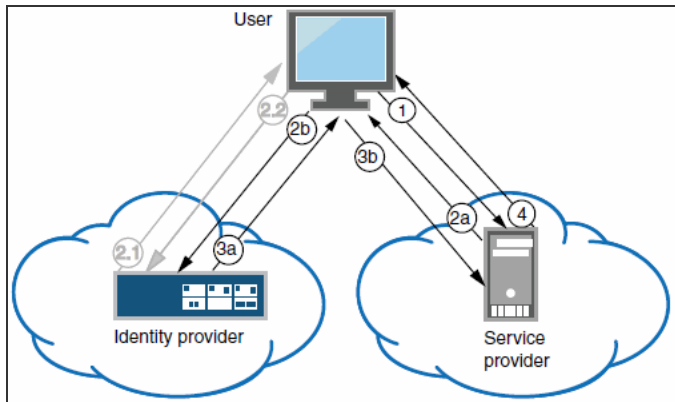 User
2.2
1
2b
3b
2a
4
2.1
3a
Identity provider
Service
provider